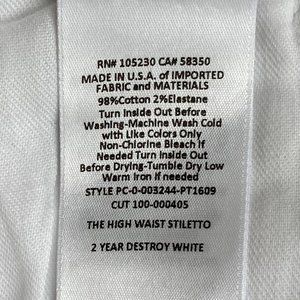 RN# 105230 CA# 58350
MADE IN U.S.A. of IMPORTED
FABRIC and MATERIALS
98%Cotton 2%Elastane
Turn Inside Out Before
Washing-Machine Wash Cold
with Like Colors Only
Non-Chlorine Bleach if
Needed Turn Inside Out
Before Drying-Tumble Dry Low
Warm Iron if needed
STYLE PC-0-003244-PT1609
CUT 100-000405
THE HIGH WAIST STILETTO
2 YEAR DESTROY WHITE